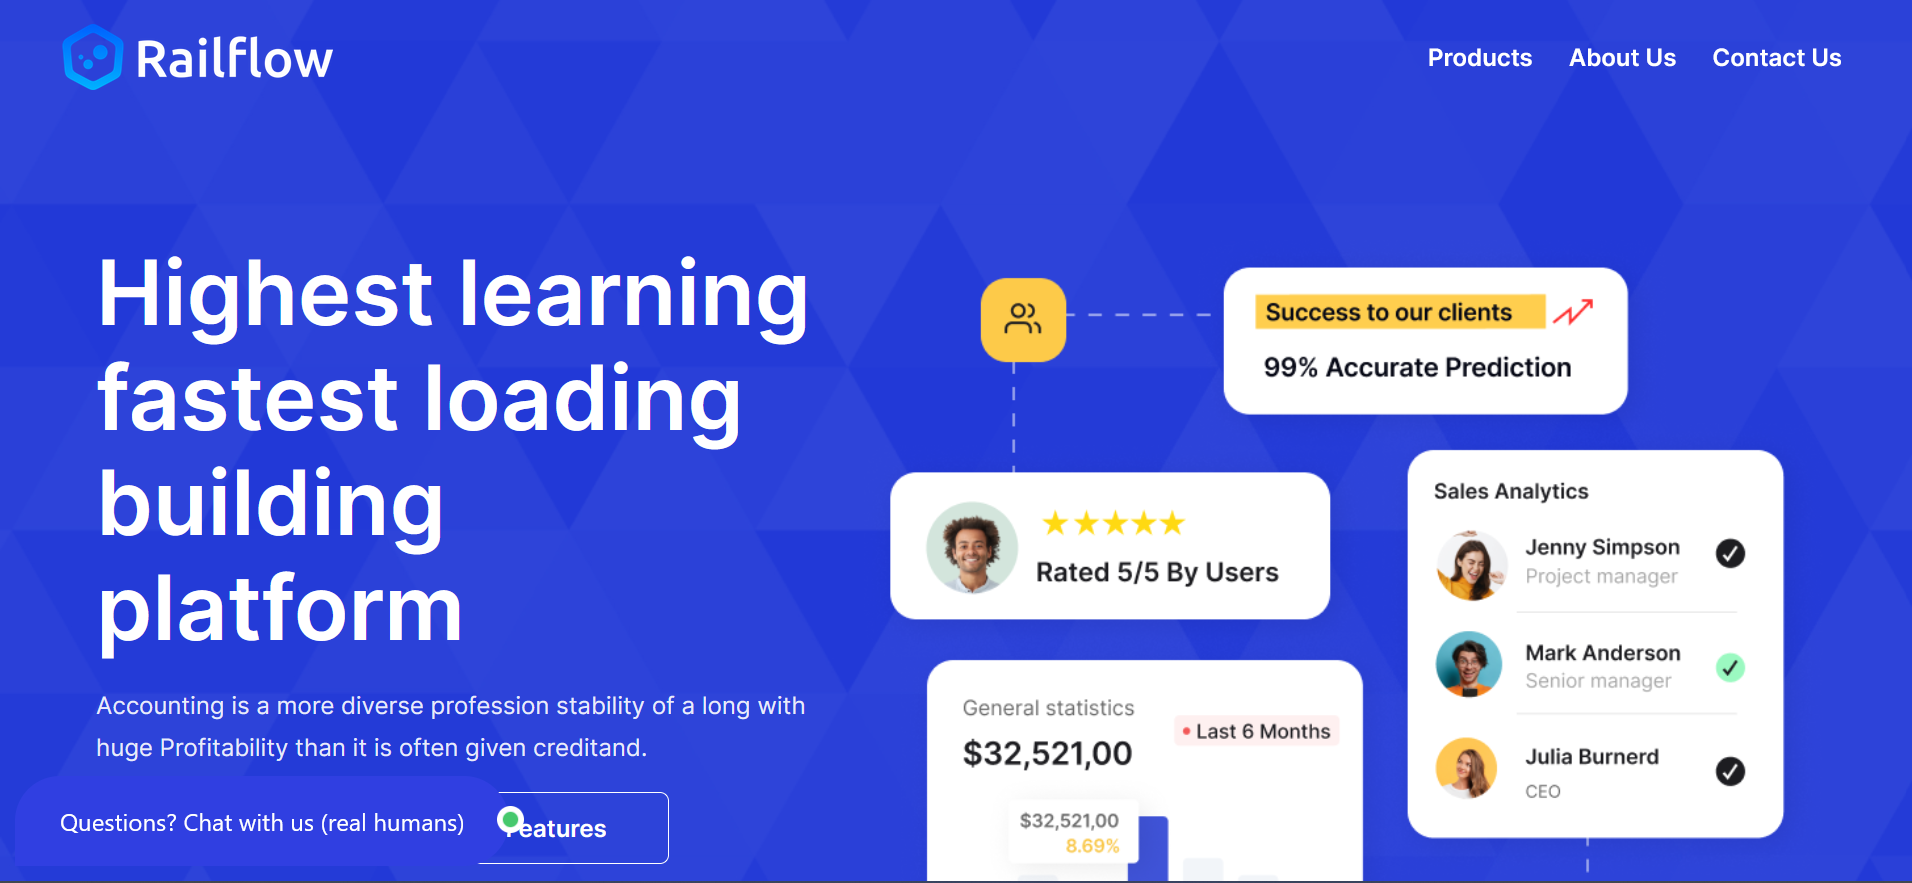 Railflow
Products
About Us
Contact Us
Highest learning
fastest loading
building
platform
Accounting is a more diverse profession stability of a long with
huge Profitability than it is often given creditand.
Questions? Chat with us (real humans)
Features
Success to our clients
99% Accurate Prediction
Rated 5/5 By Users
Sales Analytics
Jenny Simpson
Project manager
Mark Anderson
Senior manager
Julia Burnerd
CEO
General statistics
$32,521,00
Last 6 Months
$32,521,00
8.69%